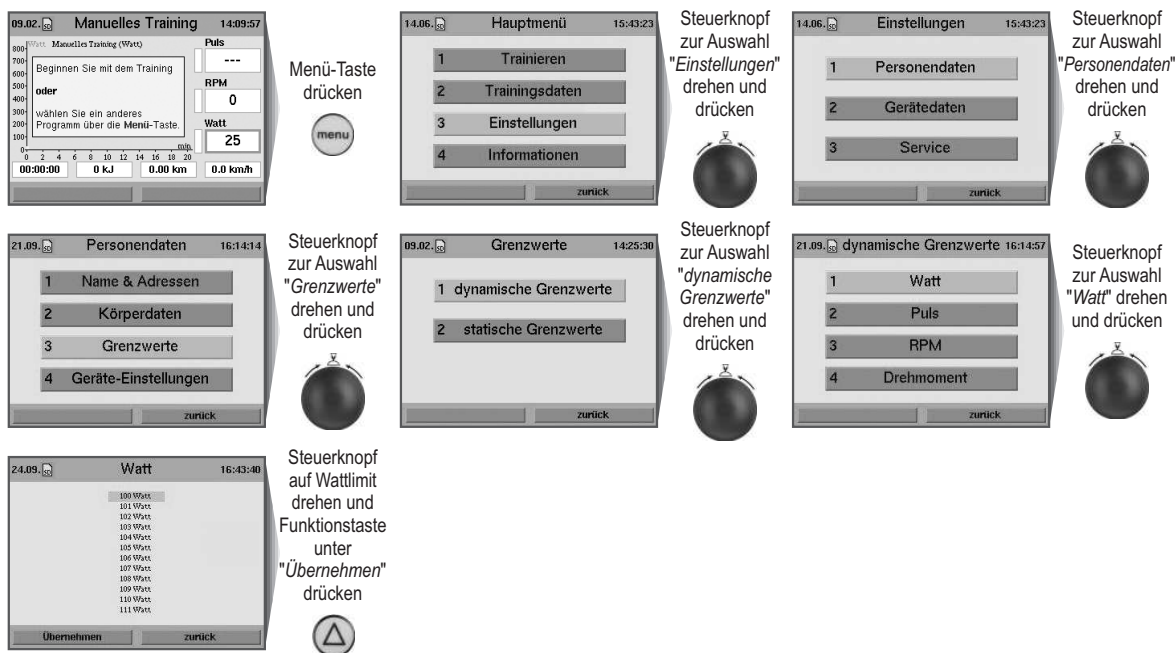 09.02. SD Manuelles Training 14:09:57
Watt Manuelles Training (Watt)
800
700
600
500
400
300
200
100
0
Beginnen Sie mit dem Training
oder
wählen Sie ein anderes
Programm über die Menü-Taste.
min
0 2 4 6 8 10 12 14 16 18 20
Puls
---
RPM
0
Watt
25
00:00:00 0 kJ 0.00 km 0.0 km/h
Menü-Taste
drücken
menu
14.06. SD Hauptmenü 15:43:23
1 Trainieren
2 Trainingsdaten
3 Einstellungen
4 Informationen
zurück
Steuerknopf
zur Auswahl
"Einstellungen"
drehen und
drücken
14.06. SD Einstellungen 15:43:23
1 Personendaten
2 Gerätedaten
3 Service
zurück
Steuerknopf
zur Auswahl
"Personendaten"
drehen und
drücken
21.09. SD Personendaten 16:14:14
1 Name & Adressen
2 Körperdaten
3 Grenzwerte
4 Geräte-Einstellungen
zurück
Steuerknopf
zur Auswahl
"Grenzwerte"
drehen und
drücken
09.02. SD Grenzwerte 14:25:30
1 dynamische Grenzwerte
2 statische Grenzwerte
zurück
Steuerknopf
zur Auswahl
"dynamische
Grenzwerte"
drehen und
drücken
21.09. SD dynamische Grenzwerte 16:14:57
1 Watt
2 Puls
3 RPM
4 Drehmoment
zurück
Steuerknopf
zur Auswahl
"Watt" drehen
und drücken
24.09. SD Watt 16:43:40
100 Watt
101 Watt
102 Watt
103 Watt
104 Watt
105 Watt
106 Watt
107 Watt
108 Watt
109 Watt
110 Watt
111 Watt
Übernehmen zurück
Steuerknopf
auf Wattlimit
drehen und
Funktionstaste
unter
"Übernehmen"
drücken